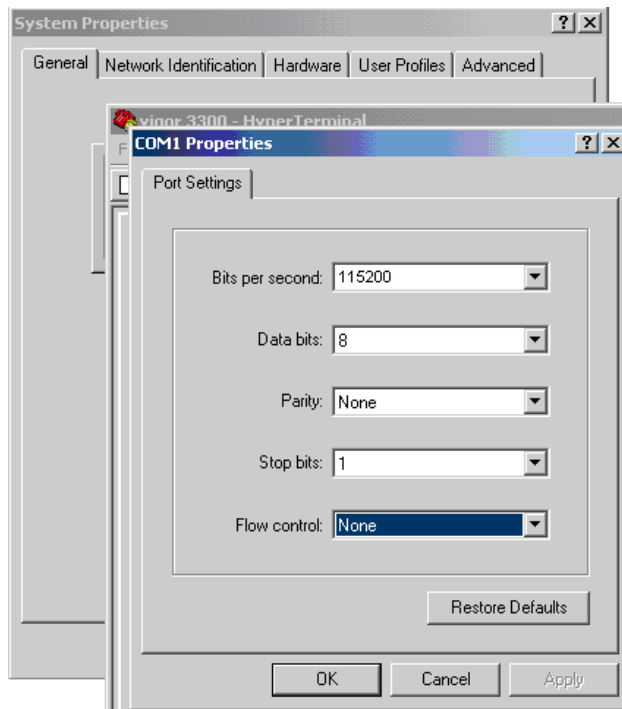 System Properties
General Network Identification Hardware User Profiles Advanced
vigor 3300 - HyperTerminal
F
COM1 Properties
Port Settings
Bits per second: 115200
Data bits: 8
Parity: None
Stop bits: 1
Flow control: None
Restore Defaults
OK Cancel Apply